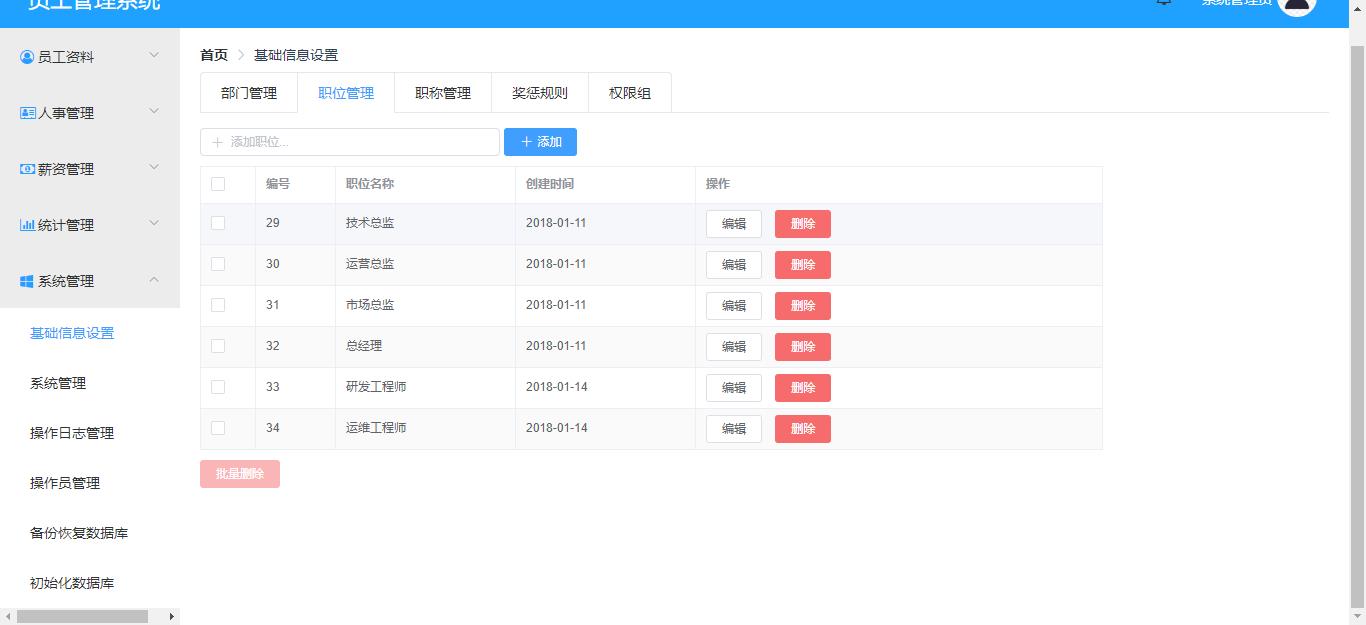 员工管理系统
系统管理员
员工资料
人事管理
薪资管理
统计管理
系统管理
基础信息设置
系统管理
操作日志管理
操作员管理
备份恢复数据库
初始化数据库
首页 基础信息设置
部门管理 职位管理 职称管理 奖惩规则 权限组
添加职位... 添加
编号 职位名称 创建时间 操作
29 技术总监 2018-01-11 编辑 删除
30 运营总监 2018-01-11 编辑 删除
31 市场总监 2018-01-11 编辑 删除
32 总经理 2018-01-11 编辑 删除
33 研发工程师 2018-01-14 编辑 删除
34 运维工程师 2018-01-14 编辑 删除
批量删除